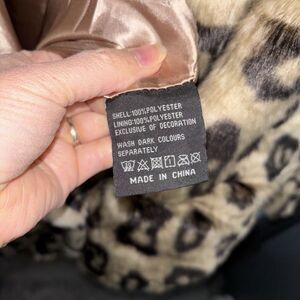 SHELL:100%POLYESTER
LINING:100%POLYESTER
EXCLUSIVE OF DECORATION
WASH DARK COLOURS
SEPARATELY
MADE IN CHINA